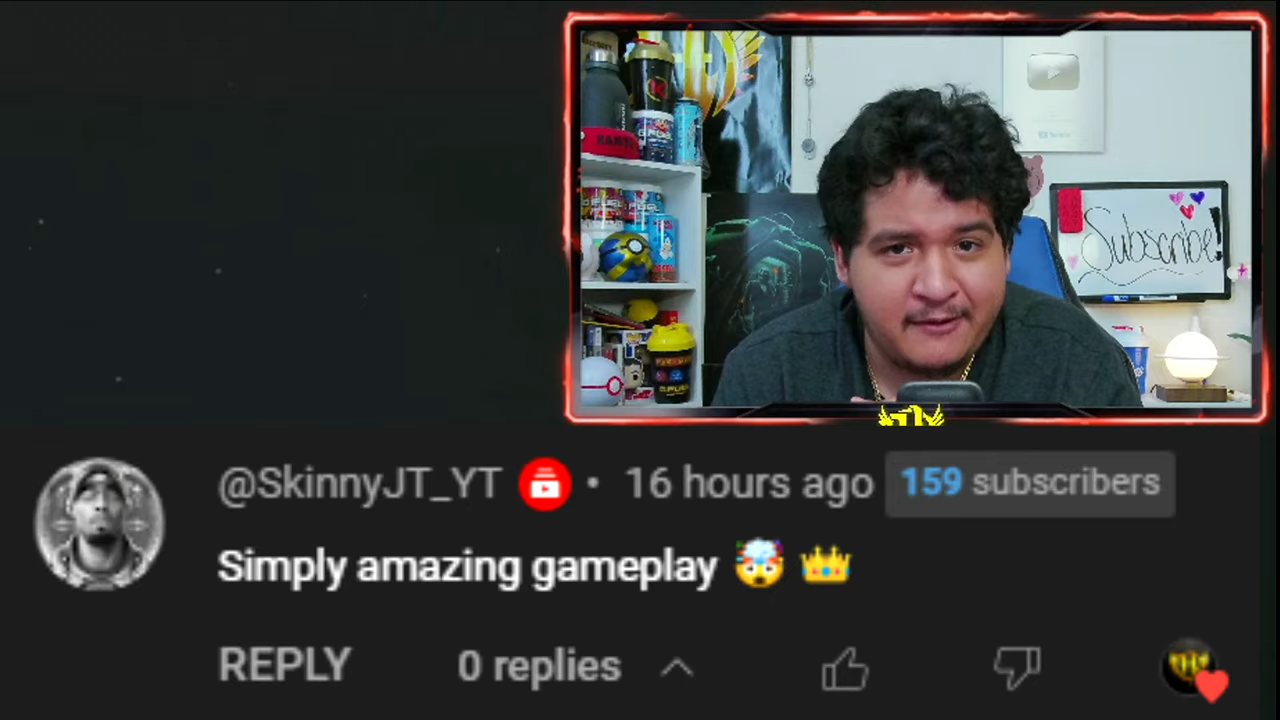 Subscribe!
@SkinnyJT_YT • 16 hours ago 159 subscribers
Simply amazing gameplay 🤯 👑
REPLY 0 replies